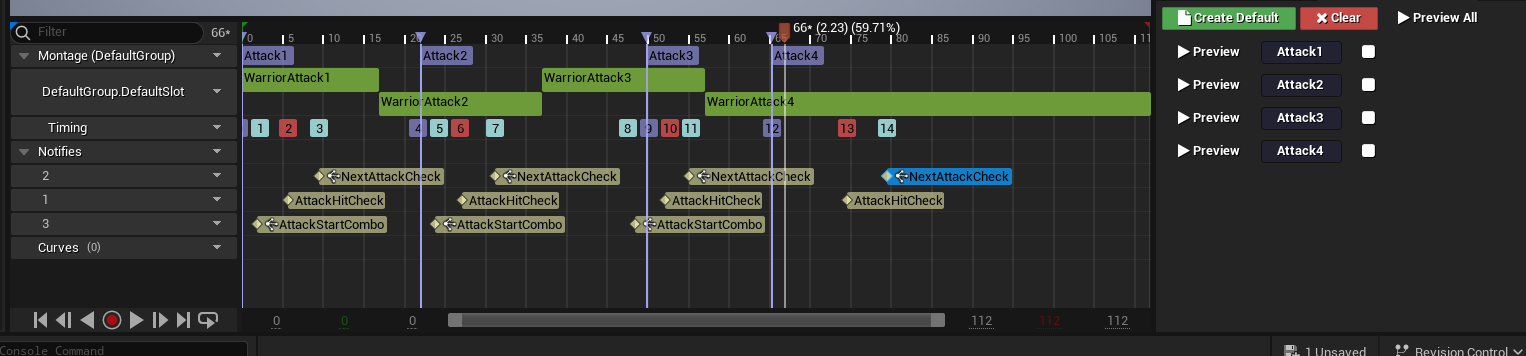 Filter 66*
66* (2.23) (59.71%)
0 5 10 15 20 25 30 35 40 45 50 55 60 65 70 75 80 85 90 95 100 105 11
Montage (DefaultGroup)
Attack1 Attack2 Attack3 Attack4
WarriorAttack1 WarriorAttack3
DefaultGroup.DefaultSlot
WarriorAttack2 WarriorAttack4
Timing 1 2 3 4 5 6 7 8 9 10 11 12 13 14
Notifies
2 NextAttackCheck NextAttackCheck NextAttackCheck NextAttackCheck
1 AttackHitCheck AttackHitCheck AttackHitCheck AttackHitCheck
3 AttackStartCombo AttackStartCombo AttackStartCombo
Curves (0)
0 0 0 112 112 112
Console Command
Create Default Clear Preview All
Preview Attack1
Preview Attack2
Preview Attack3
Preview Attack4
1 Unsaved Revision Control